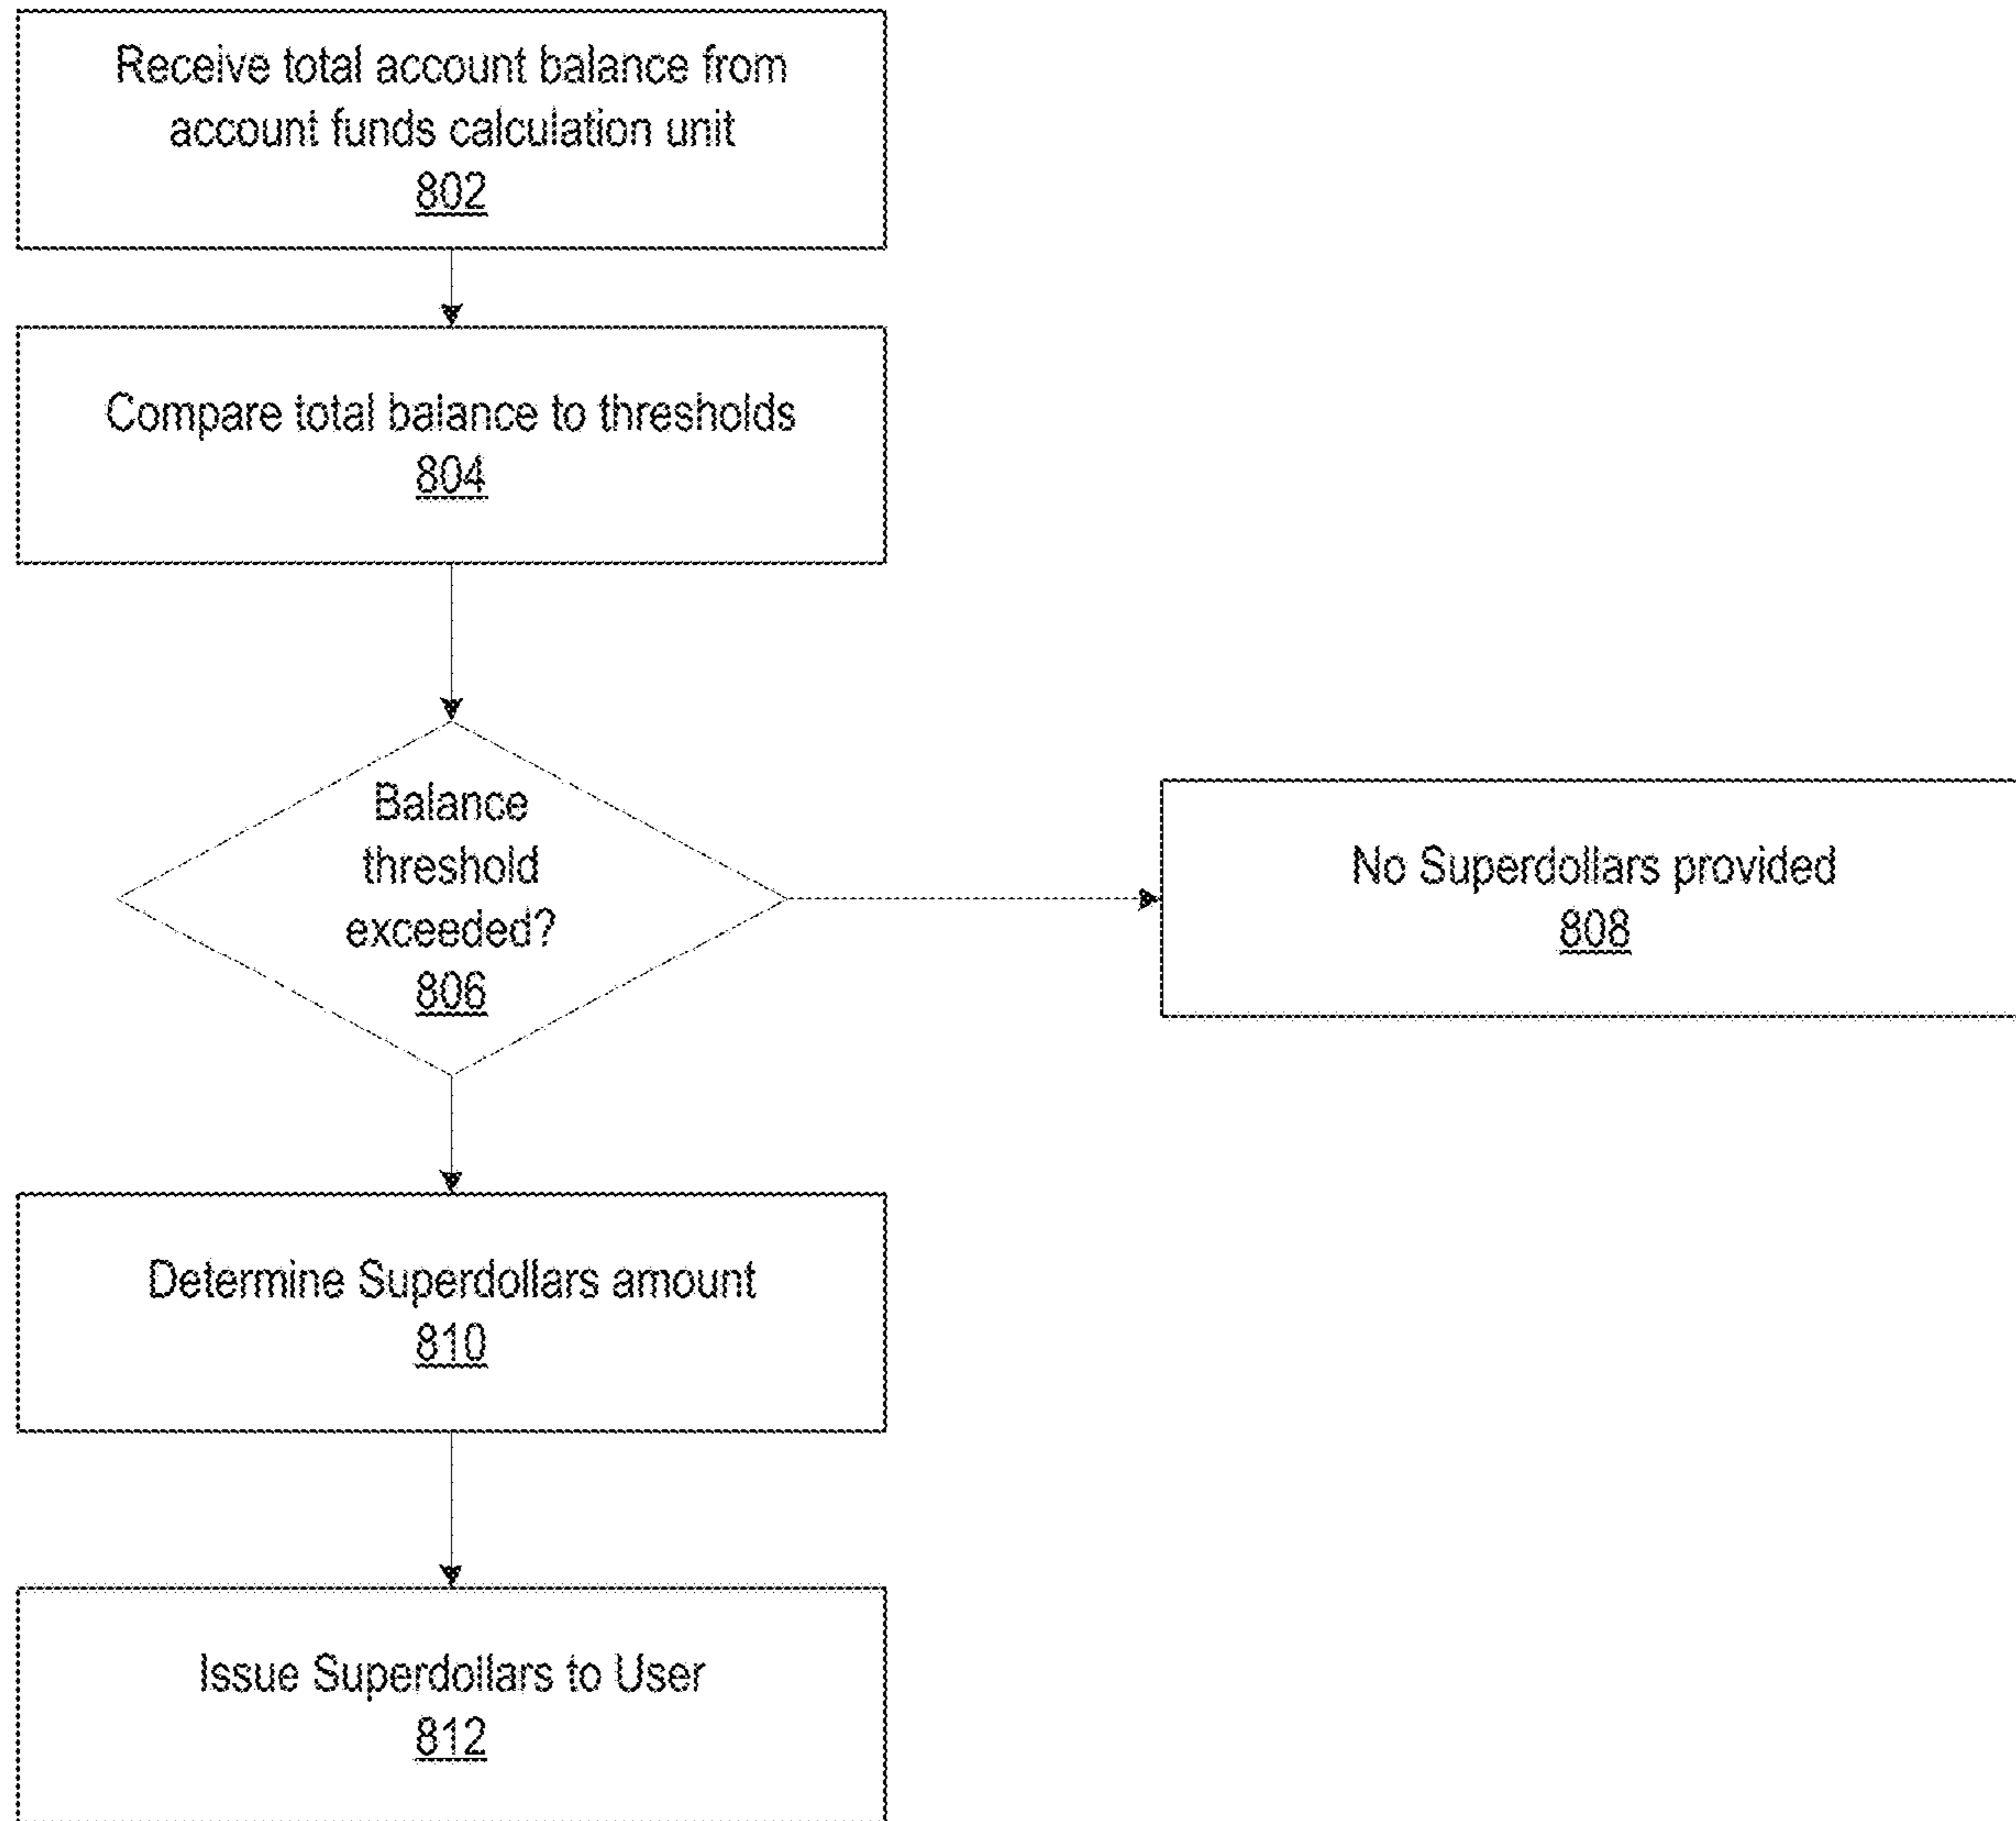 Receive total account balance from
account funds calculation unit
802
Compare total balance to thresholds
804
Balance
threshold
exceeded?
806
No Superdollars provided
808
Determine Superdollars amount
810
Issue Superdollars to User
812